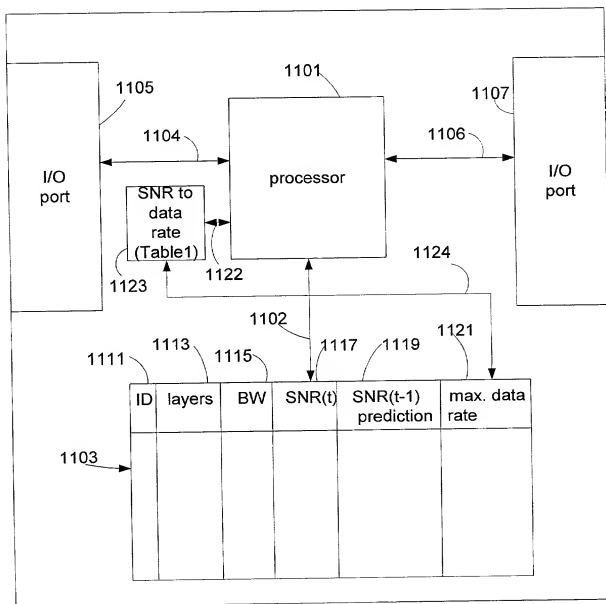 1105
1101
1107
1104
1106
I/O
port
processor
I/O
port
SNR to
data
rate
(Table1)
1122
1123
1124
1102
1111
1113
1115
1117
1119
1121
ID
layers
BW
SNR(t)
SNR(t-1)
prediction
max. data
rate
1103